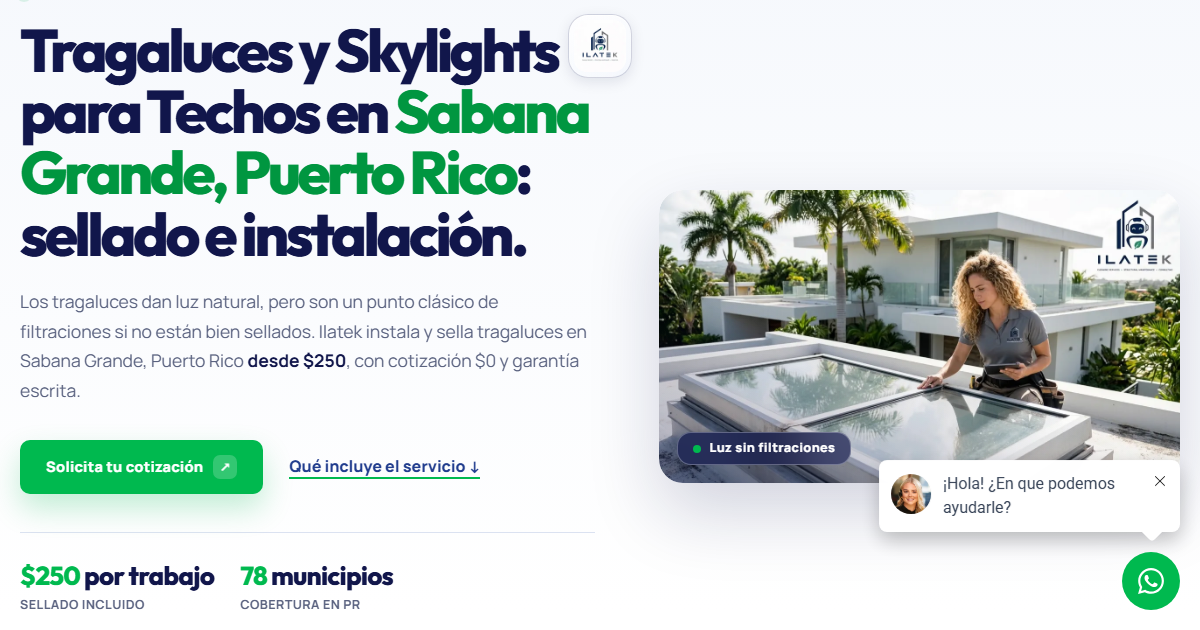 Tragaluces y Skylights
ILATEK
para Techos en Sabana
Grande, Puerto Rico:
sellado e instalación.
Los tragaluces dan luz natural, pero son un punto clásico de
filtraciones si no están bien sellados. Ilatek instala y sella tragaluces en
Sabana Grande, Puerto Rico desde $250, con cotización $0 y garantía
escrita.
Solicita tu cotización ↗
Qué incluye el servicio ↓
$250 por trabajo
SELLADO INCLUIDO
78 municipios
COBERTURA EN PR
ILATEK
Luz sin filtraciones
¡Hola! ¿En que podemos
ayudarle?